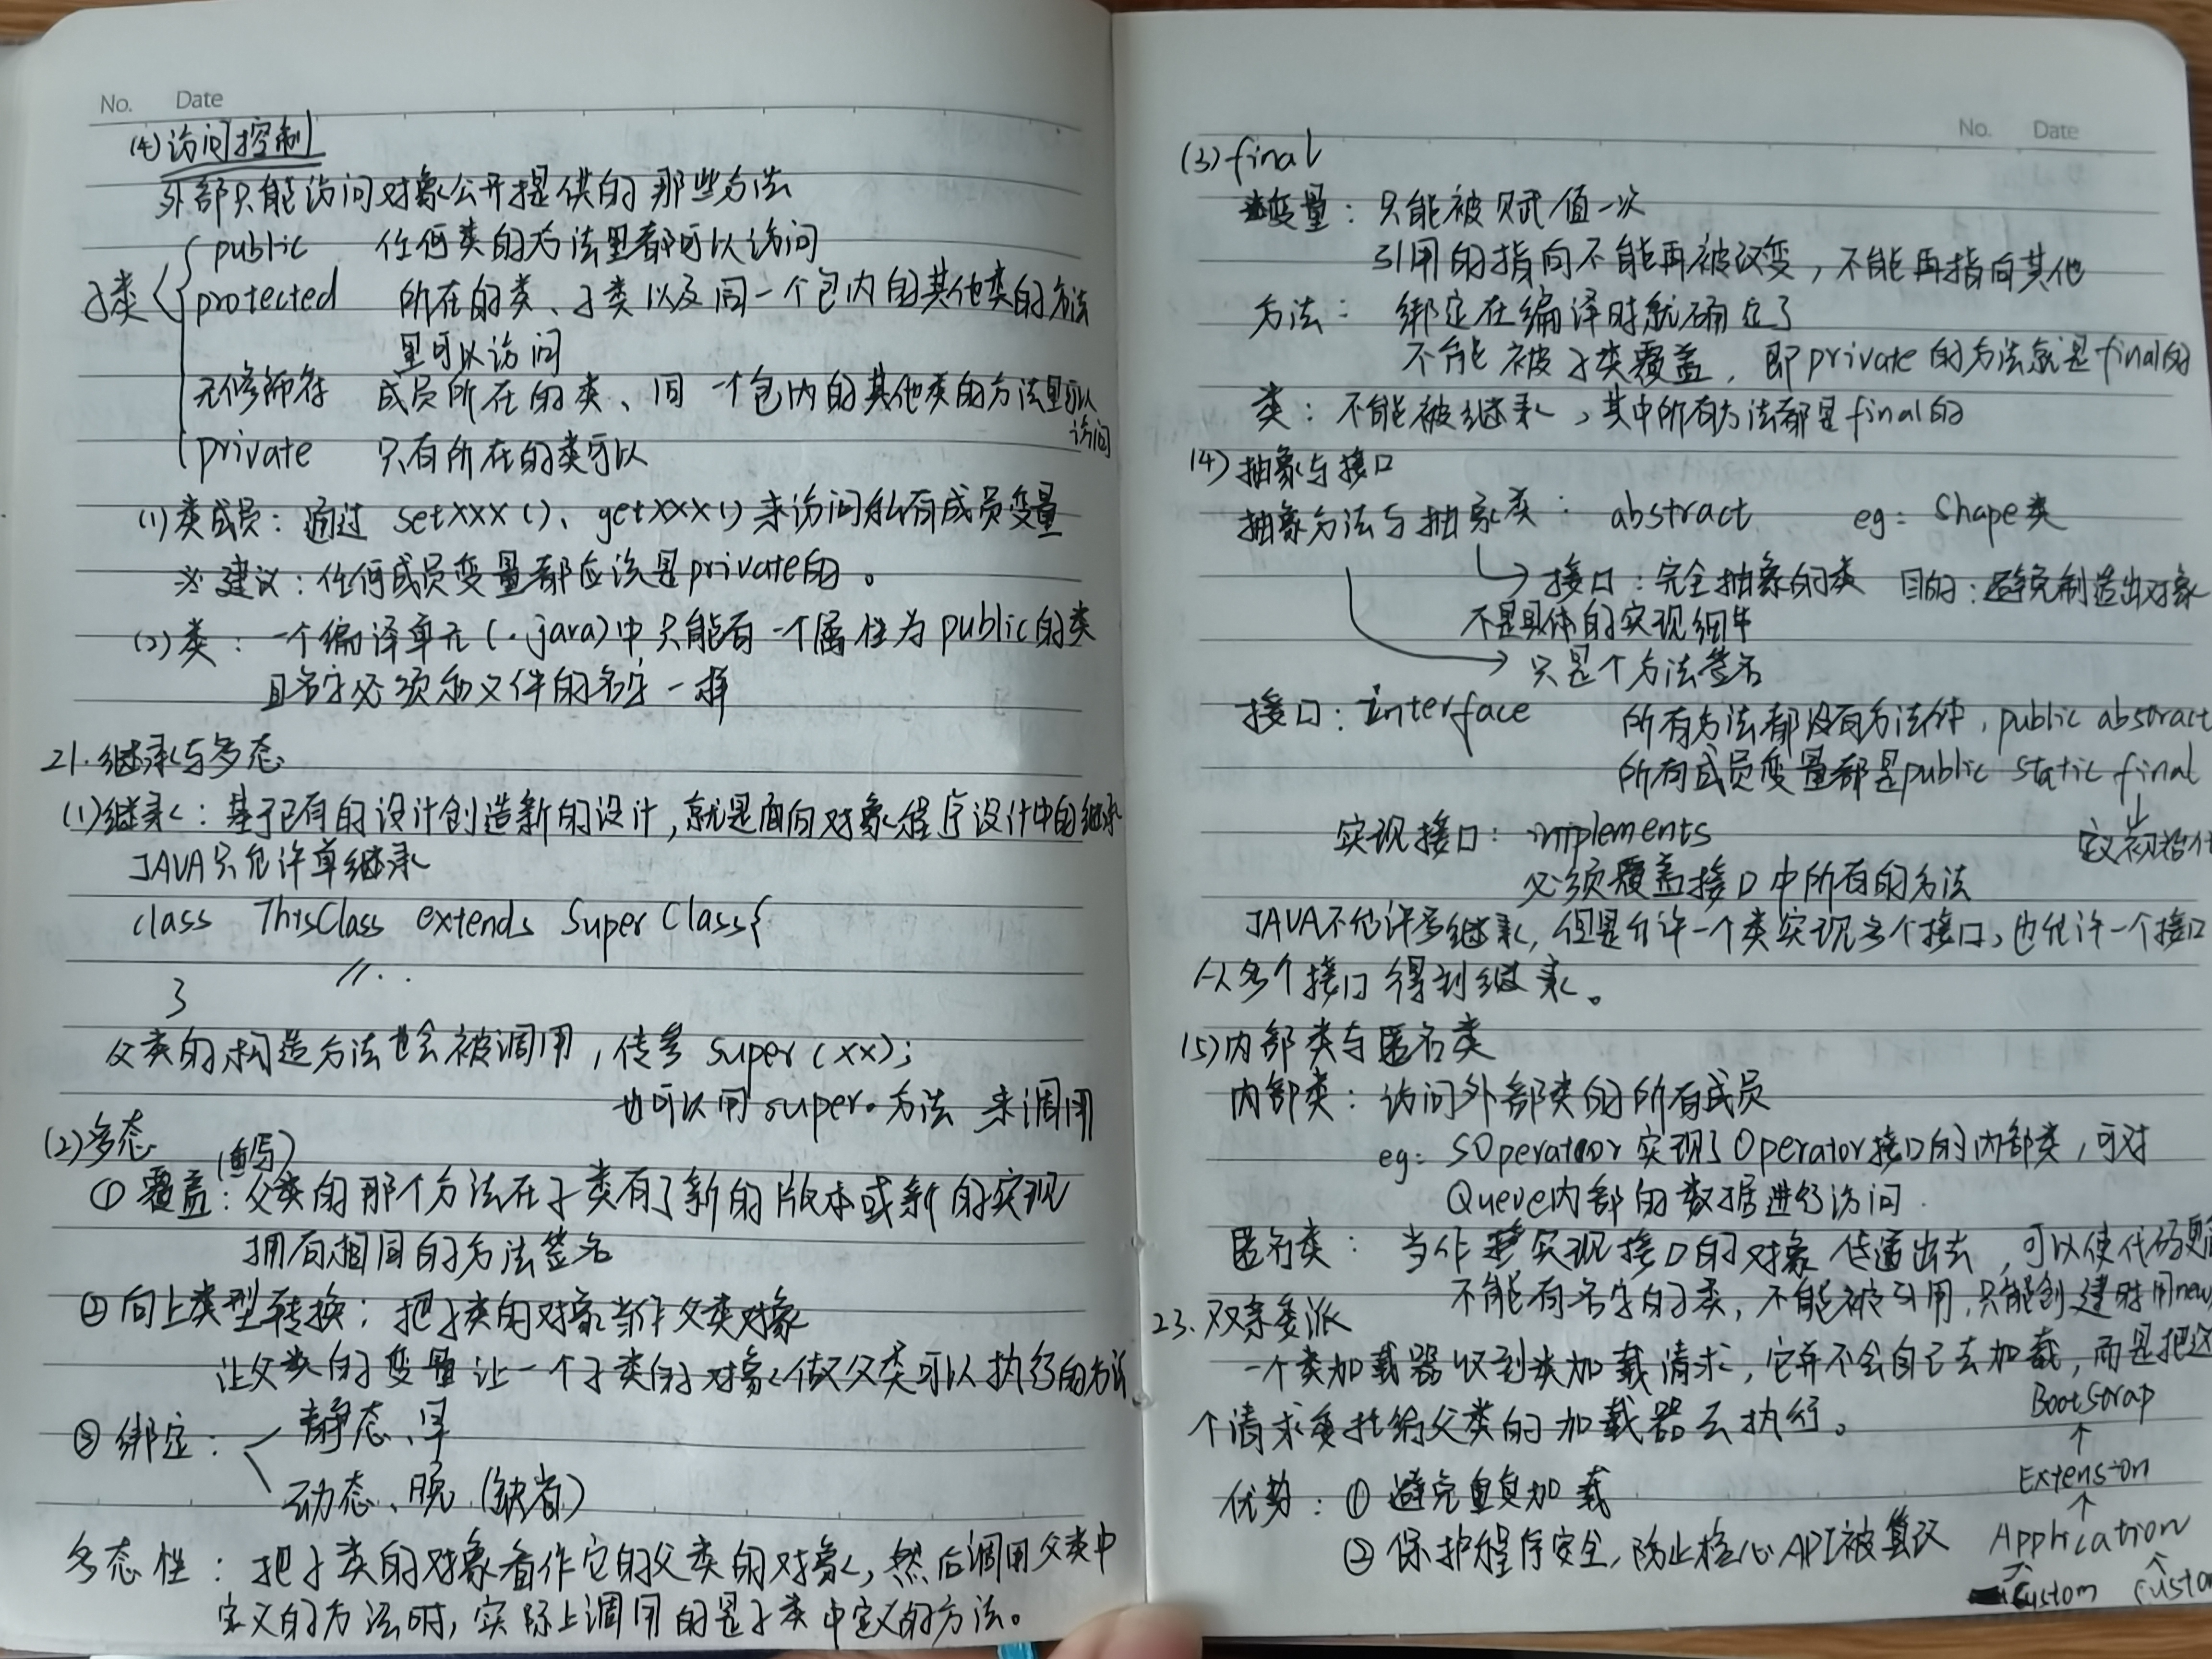 No. Date
(4) 访问控制
外部只能访问对象公开提供的那些方法
public 任何类的方法里都可以访问
子类 protected 所在的类、子类以及同一个包内的其他类的方法
里可以访问
无修饰符 成员所在的类、同一个包内的其他类的方法里可以
访问
private 只有所在的类可以
(1) 类成员：通过 setXXX()、getXXX()来访问私有成员变量
※建议：任何成员变量都应该是private的。
(2) 类：一个编译单元(.java)中只能有一个属性为public的类
且名字必须和文件的名字一样
21. 继承与多态
(1) 继承：基于已有的设计创造新的设计，就是面向对象程序设计中的继承
JAVA只允许单继承
class ThisClass extends SuperClass{
//...
}
父类的构造方法也会被调用，传参 super(xx);
也可以用super.方法 来调用
(2) 多态
(重写)
① 覆盖：父类的那个方法在子类有了新的版本或新的实现
拥有相同的方法签名
② 向上类型转换：把子类的对象当作父类对象
让父类的变量让一个子类的对象做父类可以执行的方法
③ 绑定： 静态、早
动态、晚 (缺省)
多态性：把子类的对象看作它的父类的对象，然后调用父类中
定义的方法时，实际上调用的是子类中定义的方法。
No. Date
(3) final
变量：只能被赋值一次
引用的指向不能再被改变，不能再指向其他
方法：绑定在编译时就确定了
不能被子类覆盖，即private的方法就是final的
类：不能被继承，其中所有方法都是final的
(4) 抽象与接口
抽象方法与抽象类：abstract eg：Shape类
接口：完全抽象的类 目的：避免制造出对象
不是具体的实现细节
只是个方法签名
接口：interface 所有方法都没有方法体，public abstract
所有成员变量都是public static final
实现接口：implements 定义初始
必须覆盖接口中所有的方法
JAVA不允许多继承，但是允许一个类实现多个接口，也允许一个接口
从多个接口得到继承。
(5) 内部类与匿名类
内部类：访问外部类的所有成员
eg：SOperator实现了Operator接口的内部类，可对
Queue内部的数据进行访问.
匿名类：当作实现接口的对象传递出去，可以使代码更
不能有名字的子类，不能被引用，只能创建时用new
23. 双亲委派
一个类加载器收到类加载请求，它并不会自己去加载，而是把这
个请求委托给父类的加载器去执行。
Bootstrap
优势：① 避免重复加载 Extension
② 保护程序安全，防止核心API被篡改 Application
Custom Custo